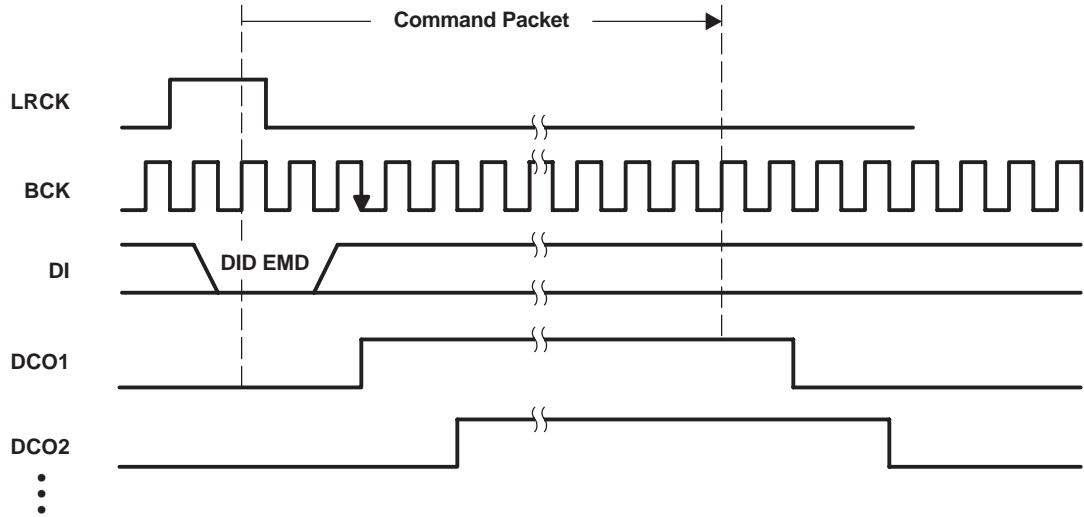 Command Packet
LRCK
BCK
DI
DID EMD
DCO1
DCO2